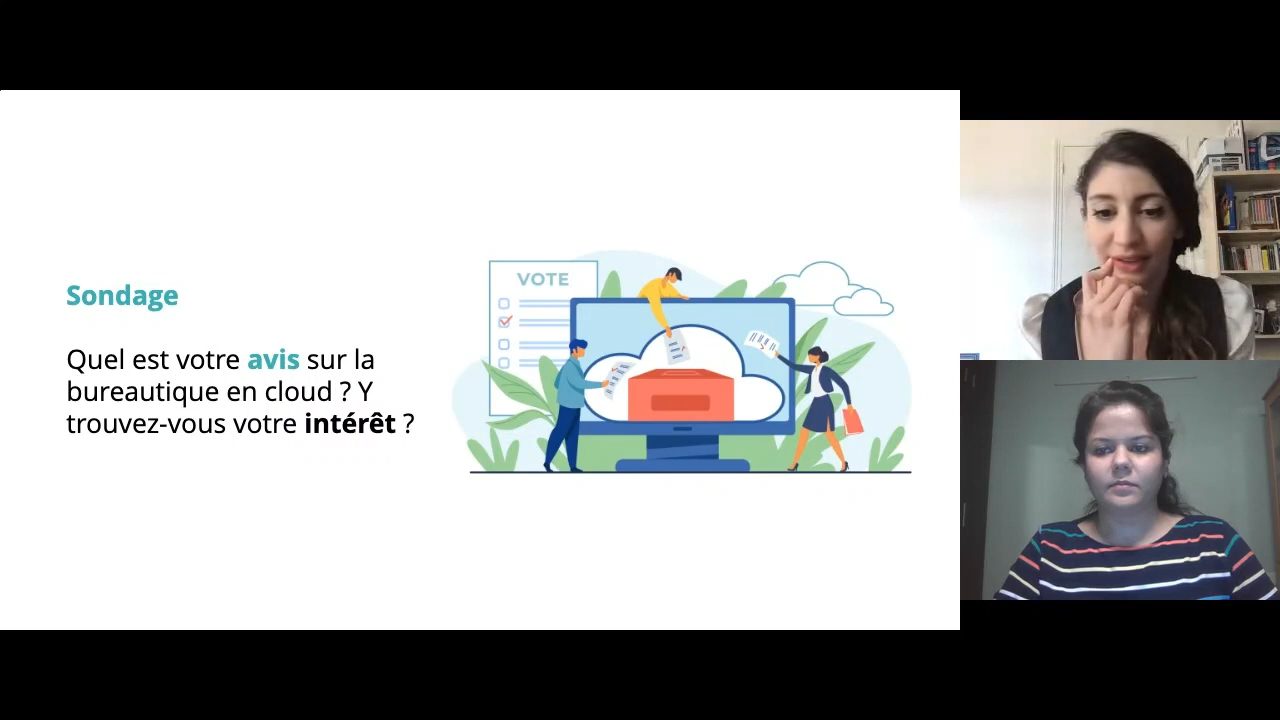 Sondage
Quel est votre avis sur la
bureautique en cloud ? Y
trouvez-vous votre intérêt ?
VOTE